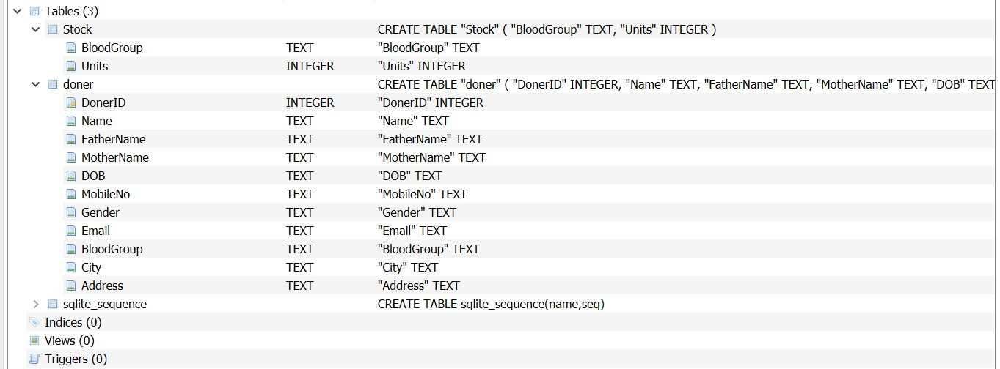 Tables (3)
Stock CREATE TABLE "Stock" ( "BloodGroup" TEXT, "Units" INTEGER )
BloodGroup TEXT "BloodGroup" TEXT
Units INTEGER "Units" INTEGER
doner CREATE TABLE "doner" ( "DonerID" INTEGER, "Name" TEXT, "FatherName" TEXT, "MotherName" TEXT, "DOB" TEXT
DonerID INTEGER "DonerID" INTEGER
Name TEXT "Name" TEXT
FatherName TEXT "FatherName" TEXT
MotherName TEXT "MotherName" TEXT
DOB TEXT "DOB" TEXT
MobileNo TEXT "MobileNo" TEXT
Gender TEXT "Gender" TEXT
Email TEXT "Email" TEXT
BloodGroup TEXT "BloodGroup" TEXT
City TEXT "City" TEXT
Address TEXT "Address" TEXT
sqlite_sequence CREATE TABLE sqlite_sequence(name,seq)
Indices (0)
Views (0)
Triggers (0)